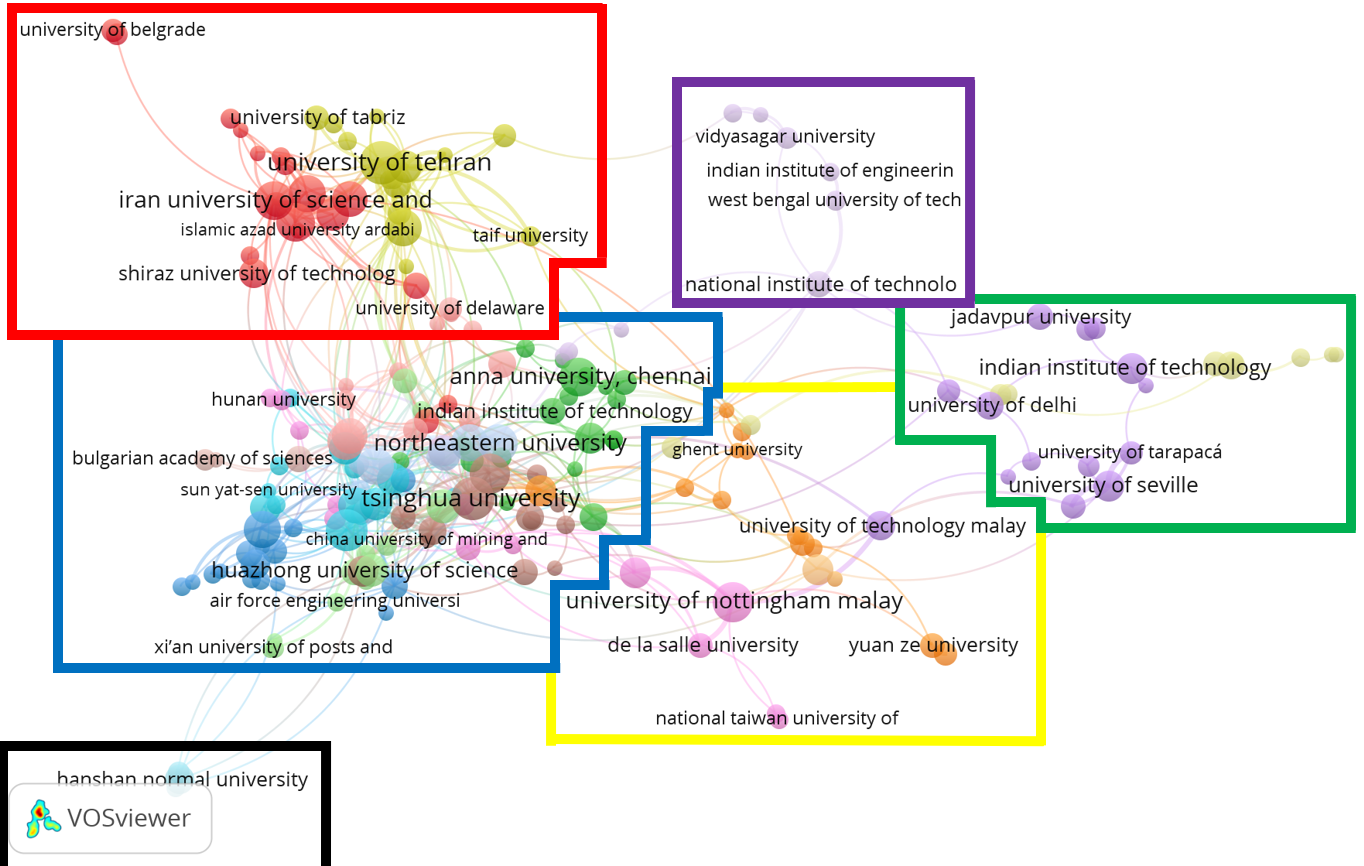 university of belgrade
university of tabriz
university of tehran
iran university of science and
islamic azad university ardabi
taif university
shiraz university of technolog
university of delaware
vidyasagar university
indian institute of engineerin
west bengal university of tech
national institute of technolo
jadavpur university
indian institute of technology
university of delhi
university of tarapacá
university of seville
anna university, chennai
hunan university
indian institute of technology
northeastern university
bulgarian academy of sciences
sun yat-sen university
tsinghua university
china university of mining and
huazhong university of science
air force engineering universi
xi’an university of posts and
ghent university
university of technology malay
university of nottingham malay
de la salle university
yuan ze university
national taiwan university of
hanshan normal university
VOSviewer